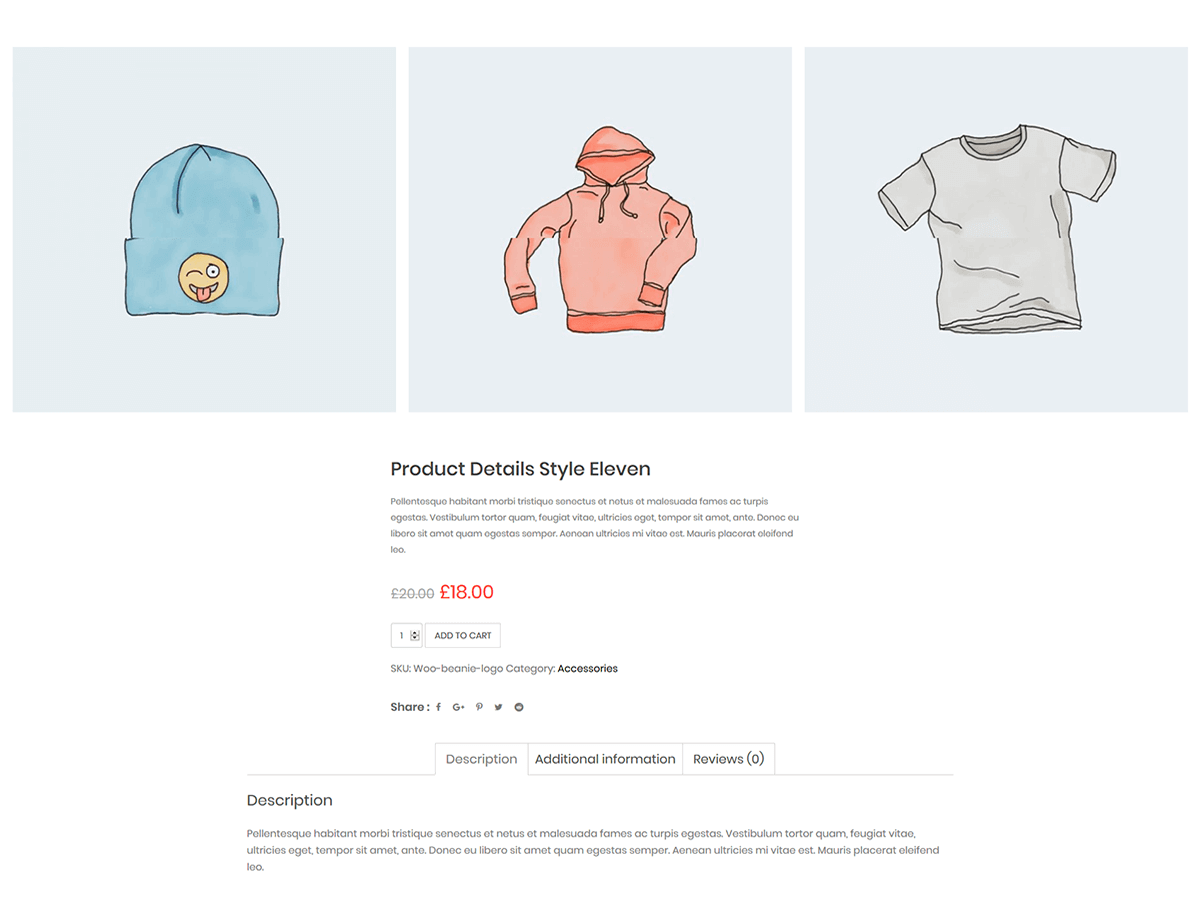 Product Details Style Eleven
Pellentesque habitant morbi tristique senectus et netus et malesuada fames ac turpis
egestas. Vestibulum tortor quam, feugiat vitae, ultricies eget, tempor sit amet, ante. Donec eu
libero sit amet quam egestas semper. Aenean ultricies mi vitae est. Mauris placerat eleifend
leo.
£20.00 £18.00
1 ADD TO CART
SKU: Woo-beanie-logo Category: Accessories
Share :
Description Additional information Reviews (0)
Description
Pellentesque habitant morbi tristique senectus et netus et malesuada fames ac turpis egestas. Vestibulum tortor quam, feugiat vitae,
ultricies eget, tempor sit amet, ante. Donec eu libero sit amet quam egestas semper. Aenean ultricies mi vitae est. Mauris placerat eleifend
leo.